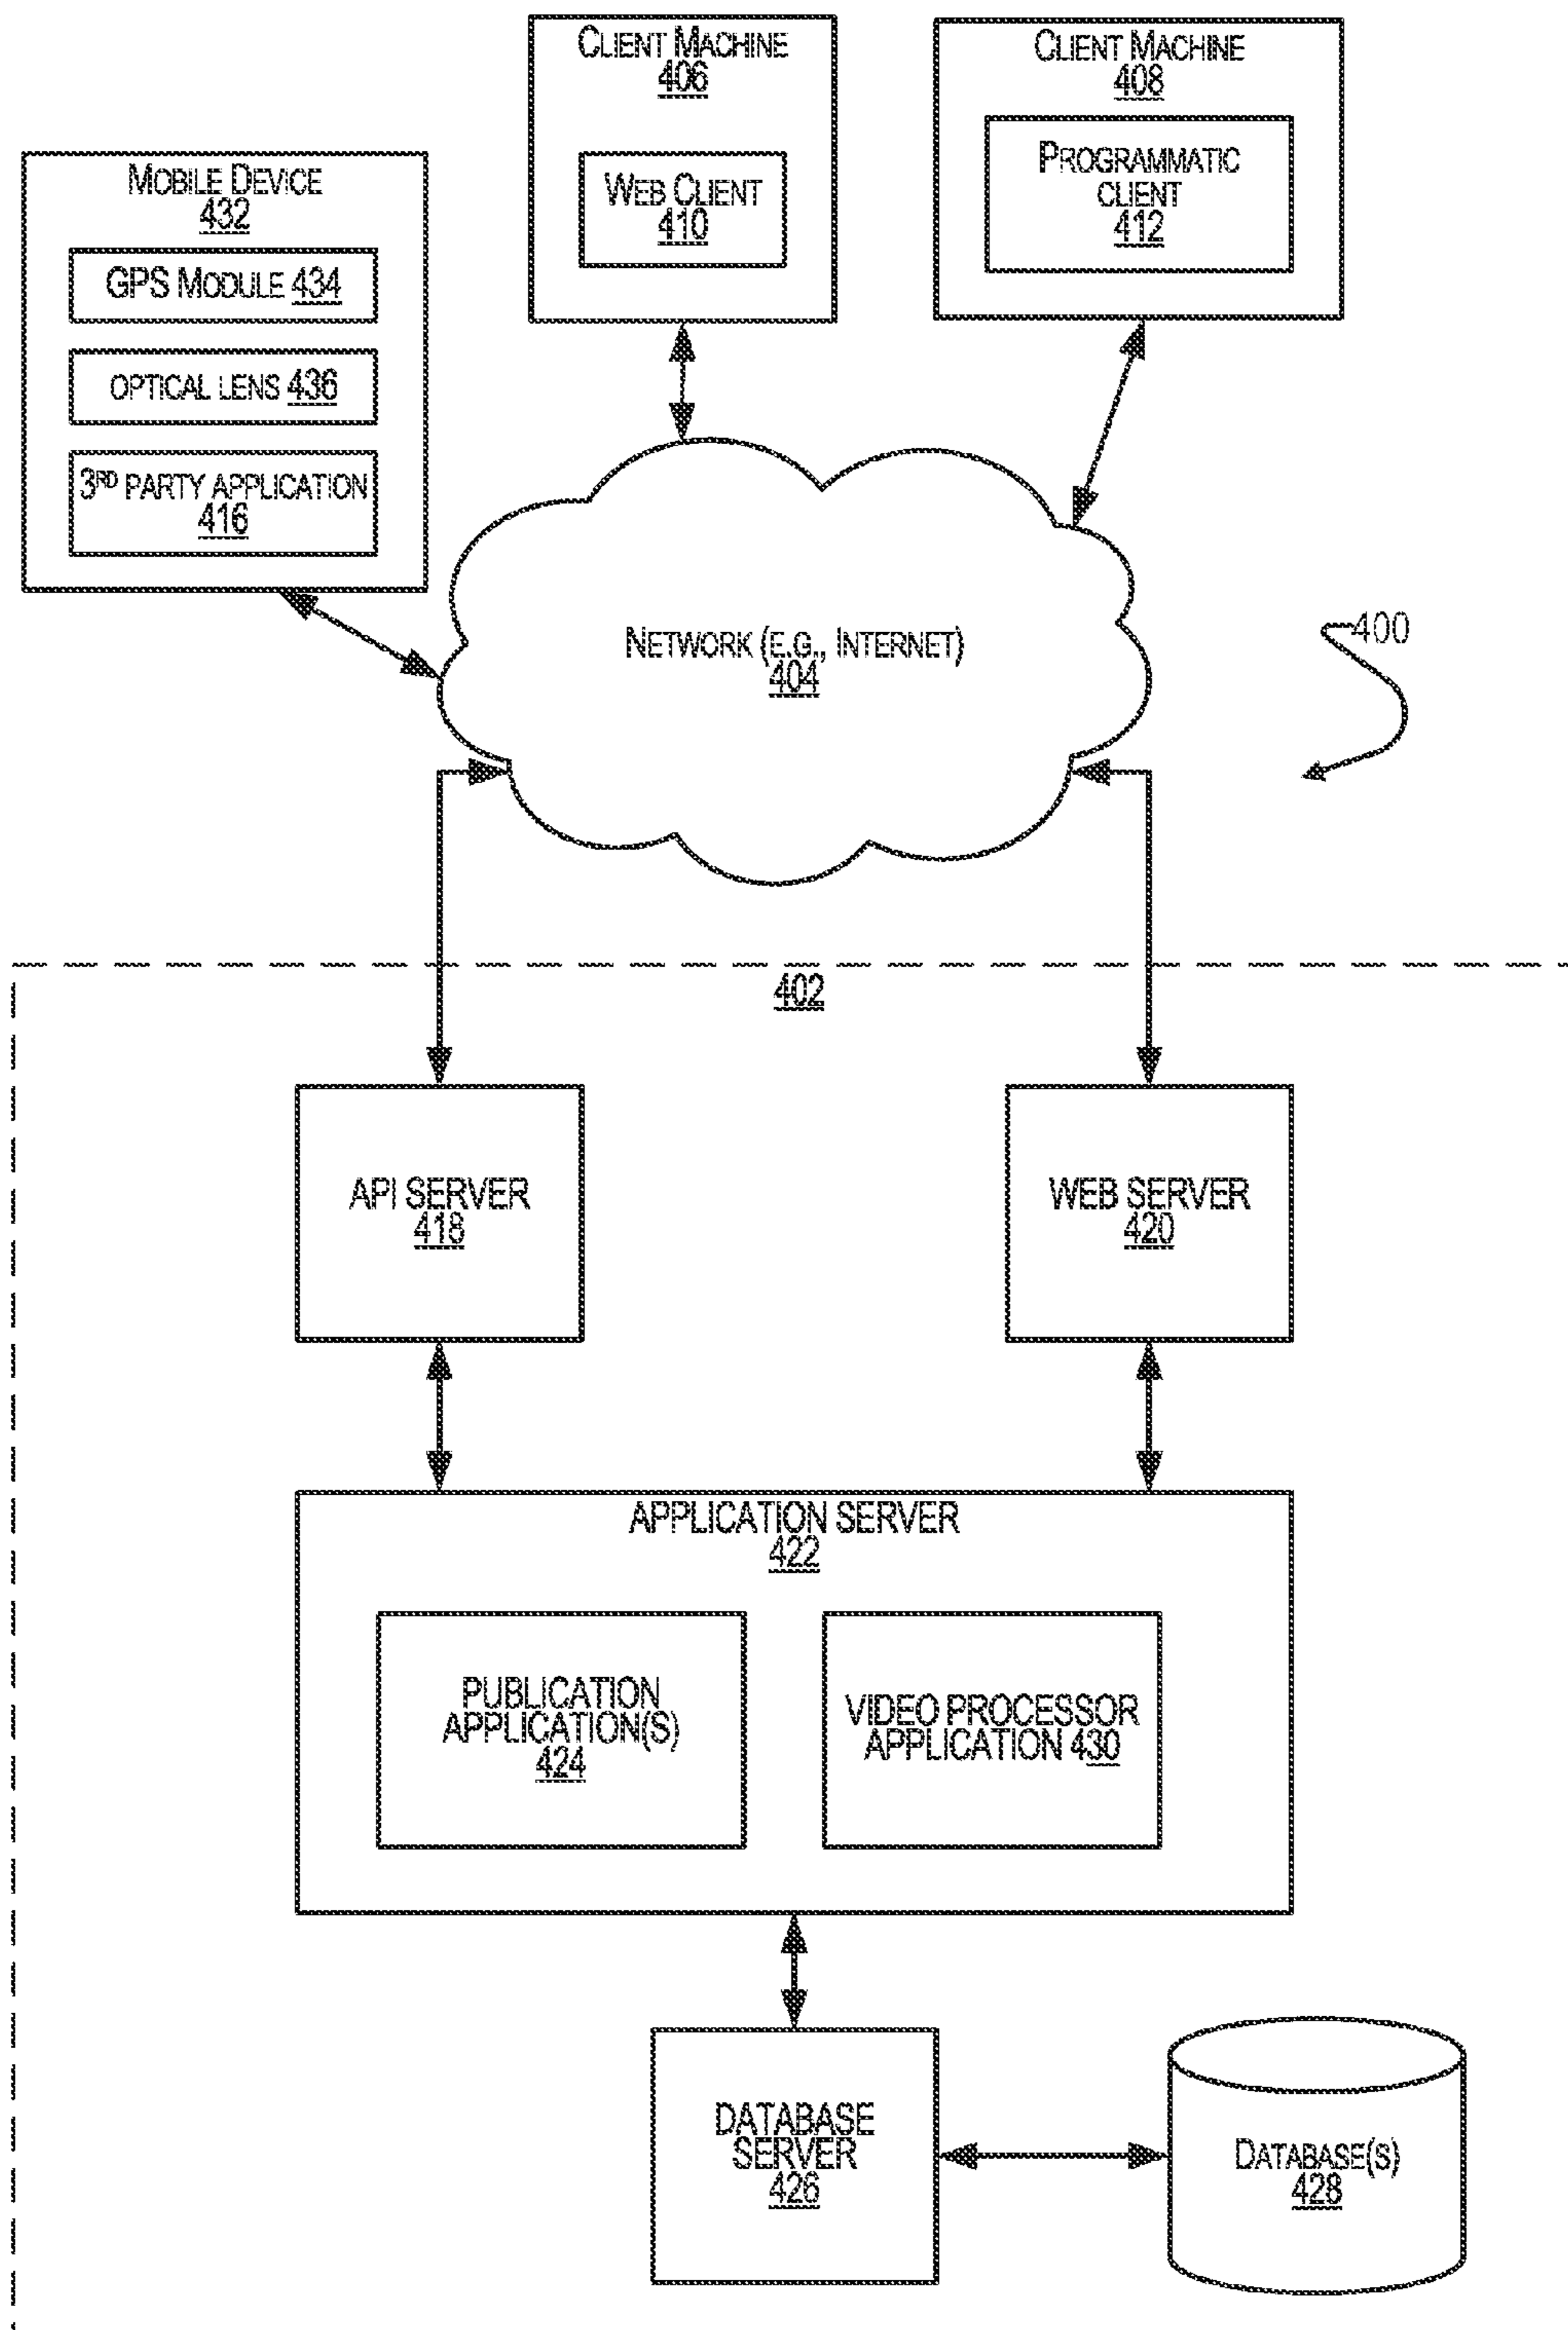 CLIENT MACHINE
406
WEB CLIENT
410
CLIENT MACHINE
408
PROGRAMMATIC
CLIENT
412
MOBILE DEVICE
432
GPS MODULE 434
OPTICAL LENS 436
3RD PARTY APPLICATION
416
NETWORK (E.G., INTERNET)
404
400
402
API SERVER
418
WEB SERVER
420
APPLICATION SERVER
422
PUBLICATION
APPLICATION(S)
424
VIDEO PROCESSOR
APPLICATION 430
DATABASE
SERVER
426
DATABASE(S)
428